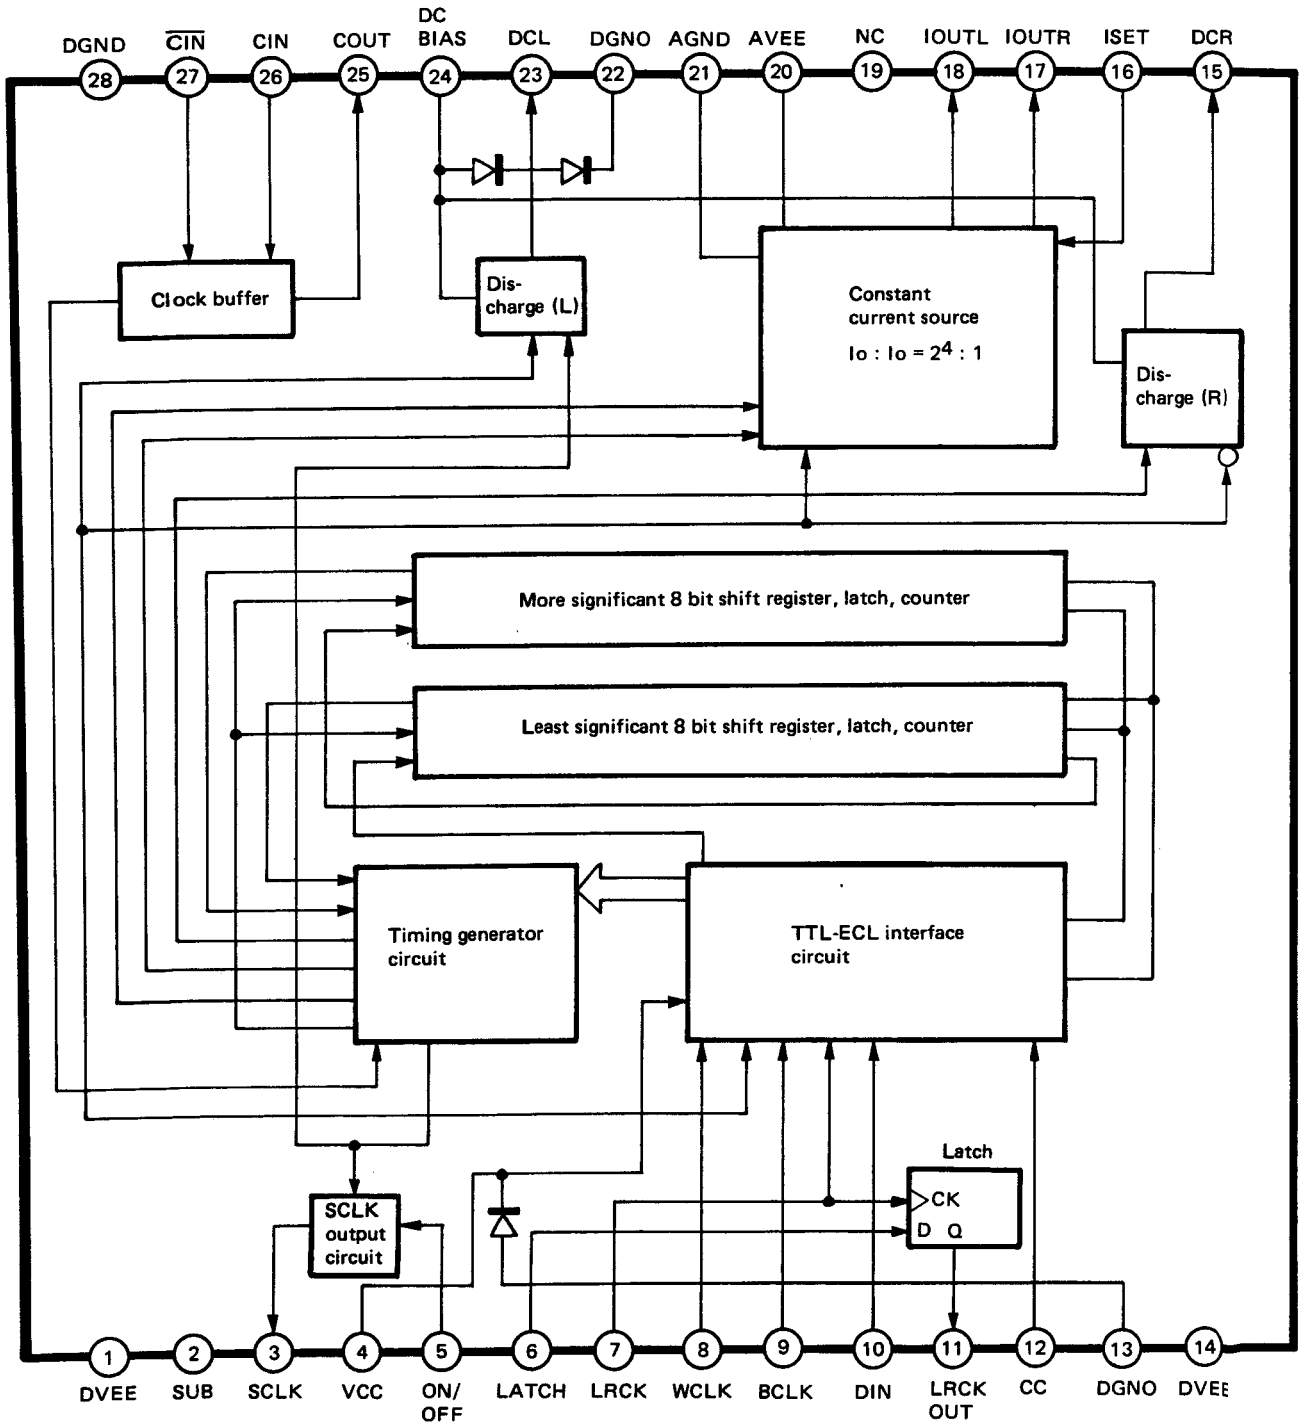 DGND
CIN
CIN
COUT
DC
BIAS
DCL
DGNO
AGND
AVEE
NC
IOUTL
IOUTR
ISET
DCR
28
27
26
25
24
23
22
21
20
19
18
17
16
15
Clock buffer
Dis-
charge (L)
Constant
current source
Io : Io = 2⁴ : 1
Dis-
charge (R)
More significant 8 bit shift register, latch, counter
Least significant 8 bit shift register, latch, counter
Timing generator
circuit
TTL-ECL interface
circuit
Latch
CK
D Q
SCLK
output
circuit
1
2
3
4
5
6
7
8
9
10
11
12
13
14
DVEE
SUB
SCLK
VCC
ON/
OFF
LATCH
LRCK
WCLK
BCLK
DIN
LRCK
OUT
CC
DGNO
DVEE